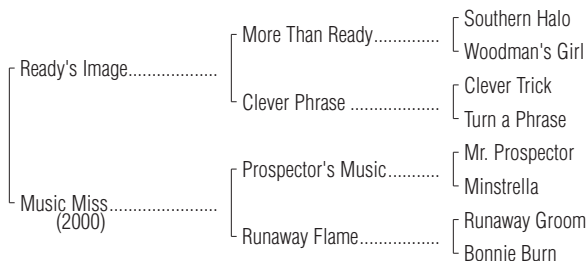 Southern Halo
More Than Ready...............
Woodman's Girl
Ready's Image....................
Clever Trick
Clever Phrase ....................
Turn a Phrase
Mr. Prospector
Prospector's Music............
Minstrella
Music Miss........................
(2000)
Runaway Groom
Runaway Flame..................
Bonnie Burn